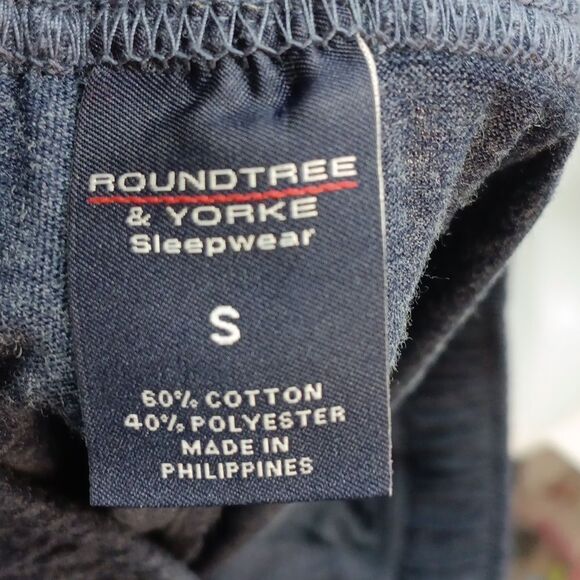 ROUNDTREE
& YORKE
Sleepwear
S
60% COTTON
40% POLYESTER
MADE IN
PHILIPPINES